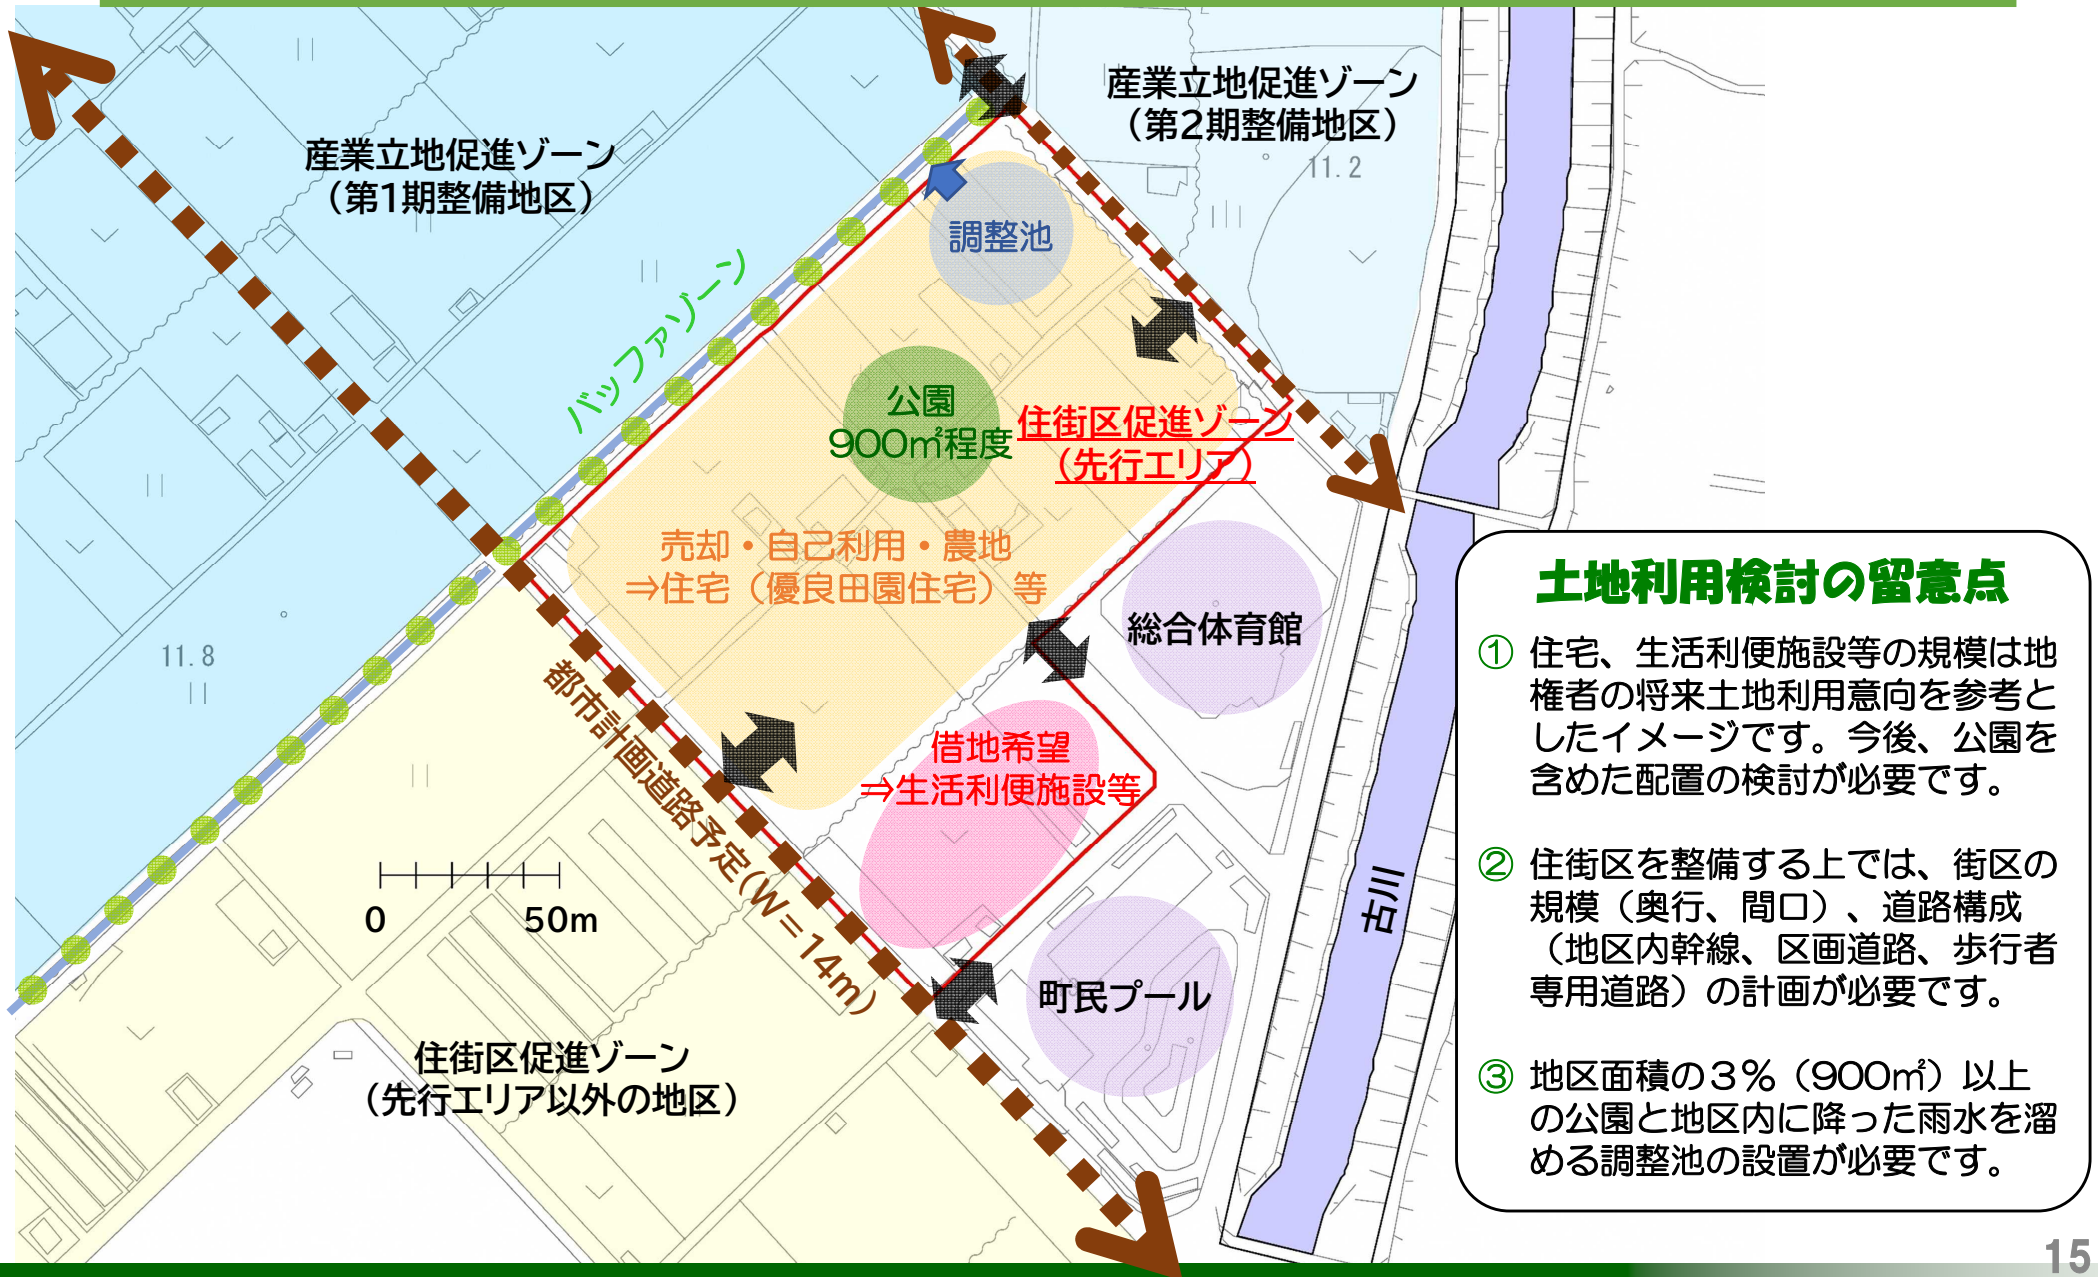 産業立地促進ゾーン
（第2期整備地区）
11.2
産業立地促進ゾーン
（第1期整備地区）
調整池
バッファゾーン
公園
900㎡程度
住街区促進ゾーン
（先行エリア）
売却・自己利用・農地
⇒住宅（優良田園住宅）等
総合体育館
11.8
都市計画道路予定（W＝14m）
借地希望
⇒生活利便施設等
0 50m
古川
町民プール
住街区促進ゾーン
（先行エリア以外の地区）
土地利用検討の留意点
① 住宅、生活利便施設等の規模は地
権者の将来土地利用意向を参考と
したイメージです。今後、公園を
含めた配置の検討が必要です。
② 住街区を整備する上では、街区の
規模（奥行、間口）、道路構成
（地区内幹線、区画道路、歩行者
専用道路）の計画が必要です。
③ 地区面積の３％（900㎡）以上
の公園と地区内に降った雨水を溜
める調整池の設置が必要です。
15